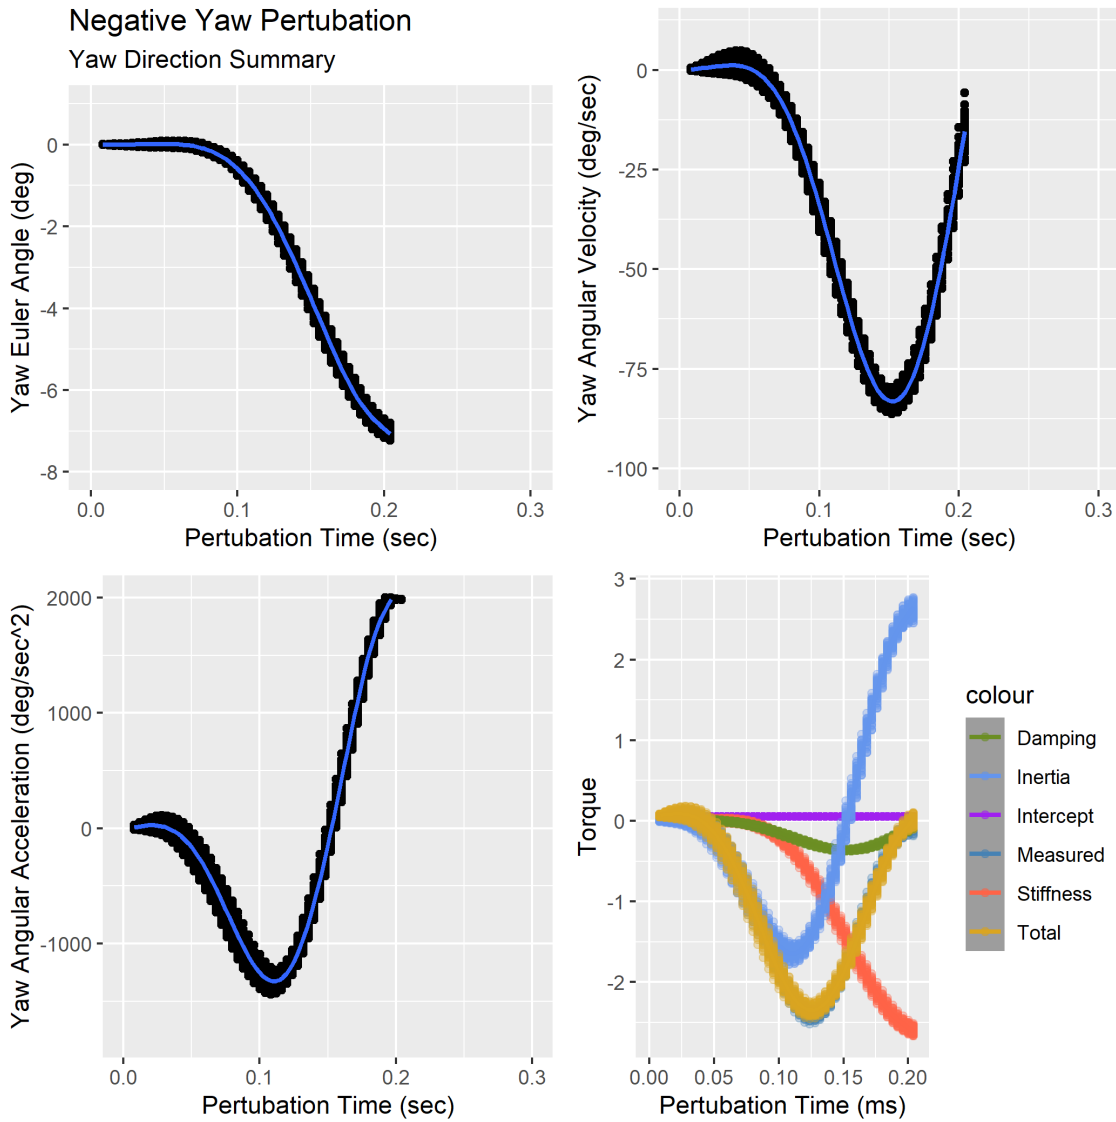 Negative Yaw Pertubation
Yaw Direction Summary
Yaw Euler Angle (deg)
0
-2
-4
-6
-8
0.0 0.1 0.2 0.3
Pertubation Time (sec)
Yaw Angular Velocity (deg/sec)
0
-25
-50
-75
-100
0.0 0.1 0.2 0.3
Pertubation Time (sec)
Yaw Angular Acceleration (deg/sec^2)
2000
1000
0
-1000
0.0 0.1 0.2 0.3
Pertubation Time (sec)
Torque
3
2
1
0
-1
-2
0.00 0.05 0.10 0.15 0.20
Pertubation Time (ms)
colour
Damping
Inertia
Intercept
Measured
Stiffness
Total